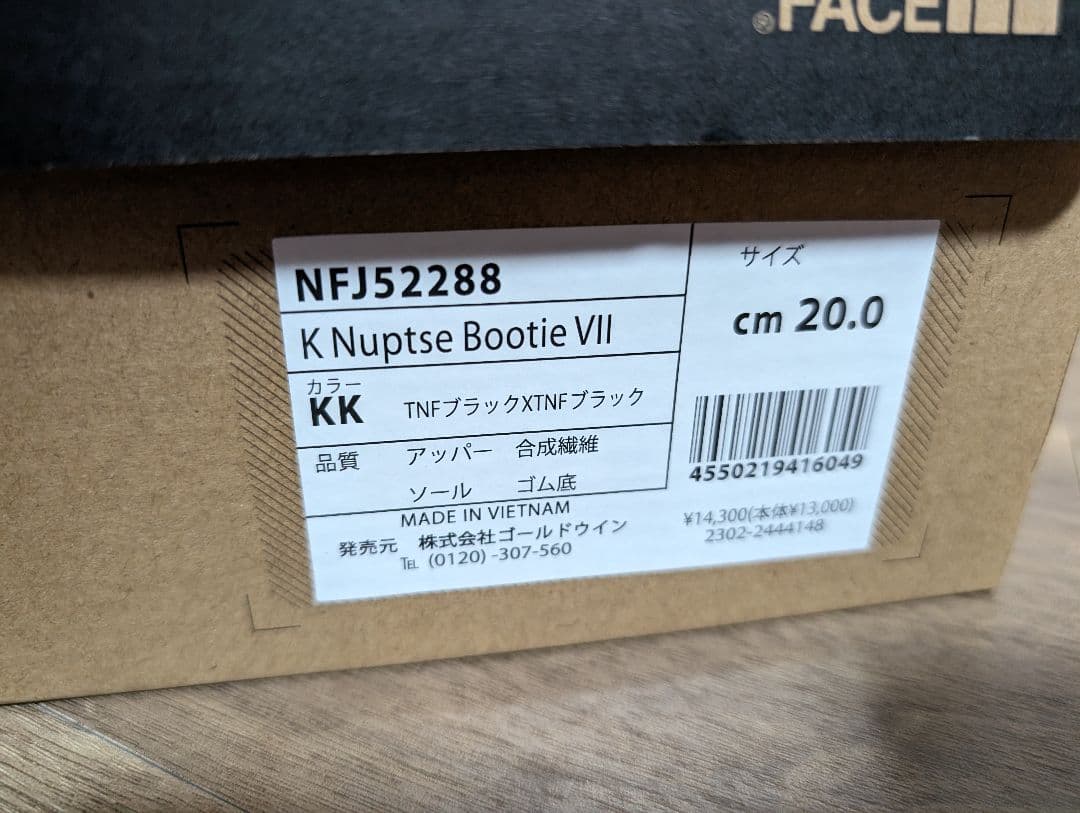 ®FACE
NFJ52288
K Nuptse Bootie VII
カラー
KK TNFブラックXTNFブラック
品質 アッパー 合成繊維
ソール ゴム底
MADE IN VIETNAM
発売元 株式会社ゴールドウイン
TEL (0120) -307-560
サイズ
cm 20.0
4550219416049
¥14,300(本体¥13,000)
2302-2444148